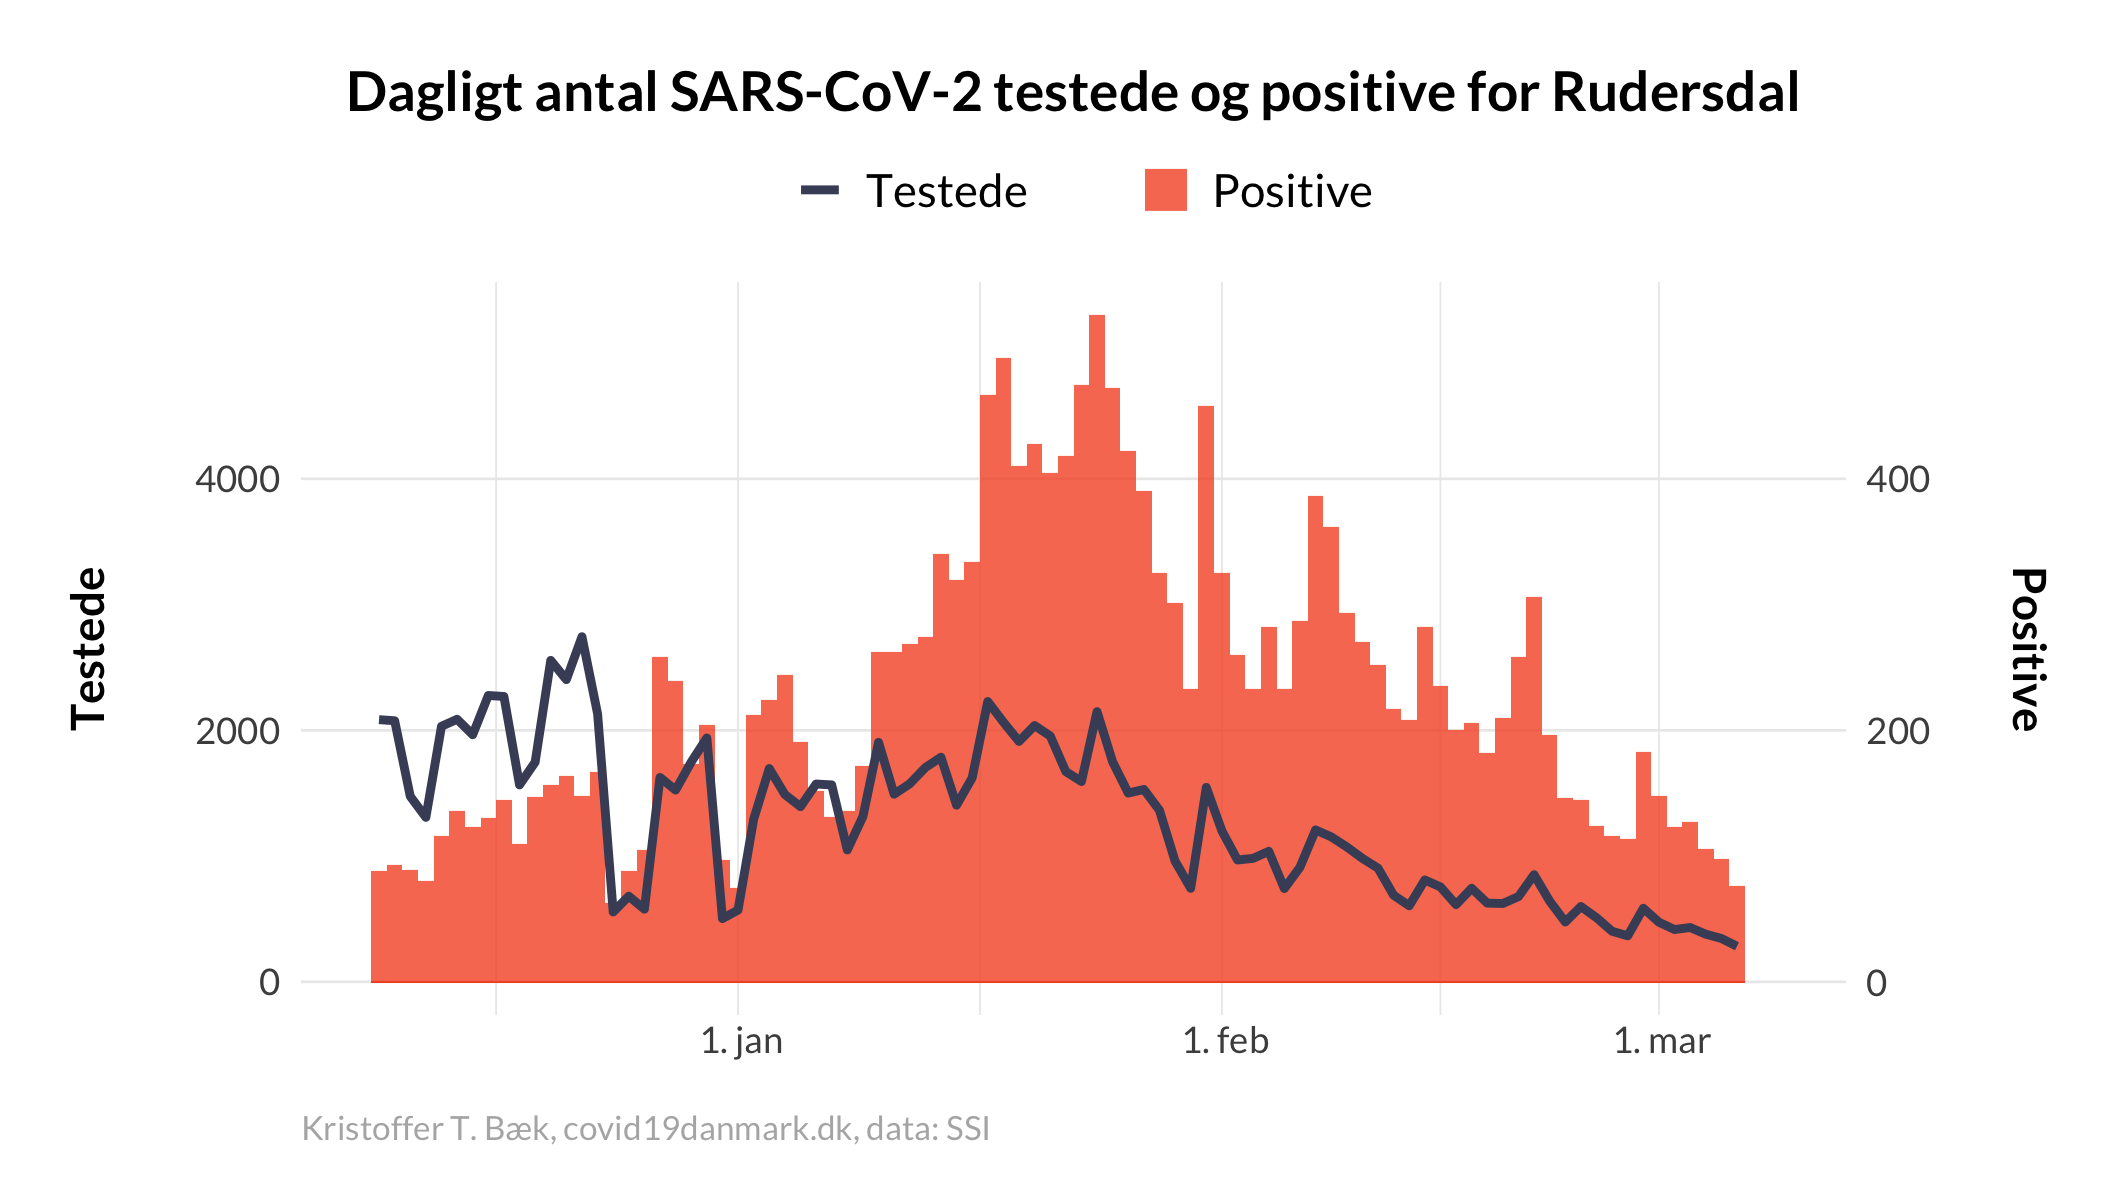 Dagligt antal SARS-CoV-2 testede og positive for Rudersdal
Testede
Positive
4000
2000
0
400
200
0
Testede
Positive
1. jan
1. feb
1. mar
Kristoffer T. Bæk, covid19danmark.dk, data: SSI